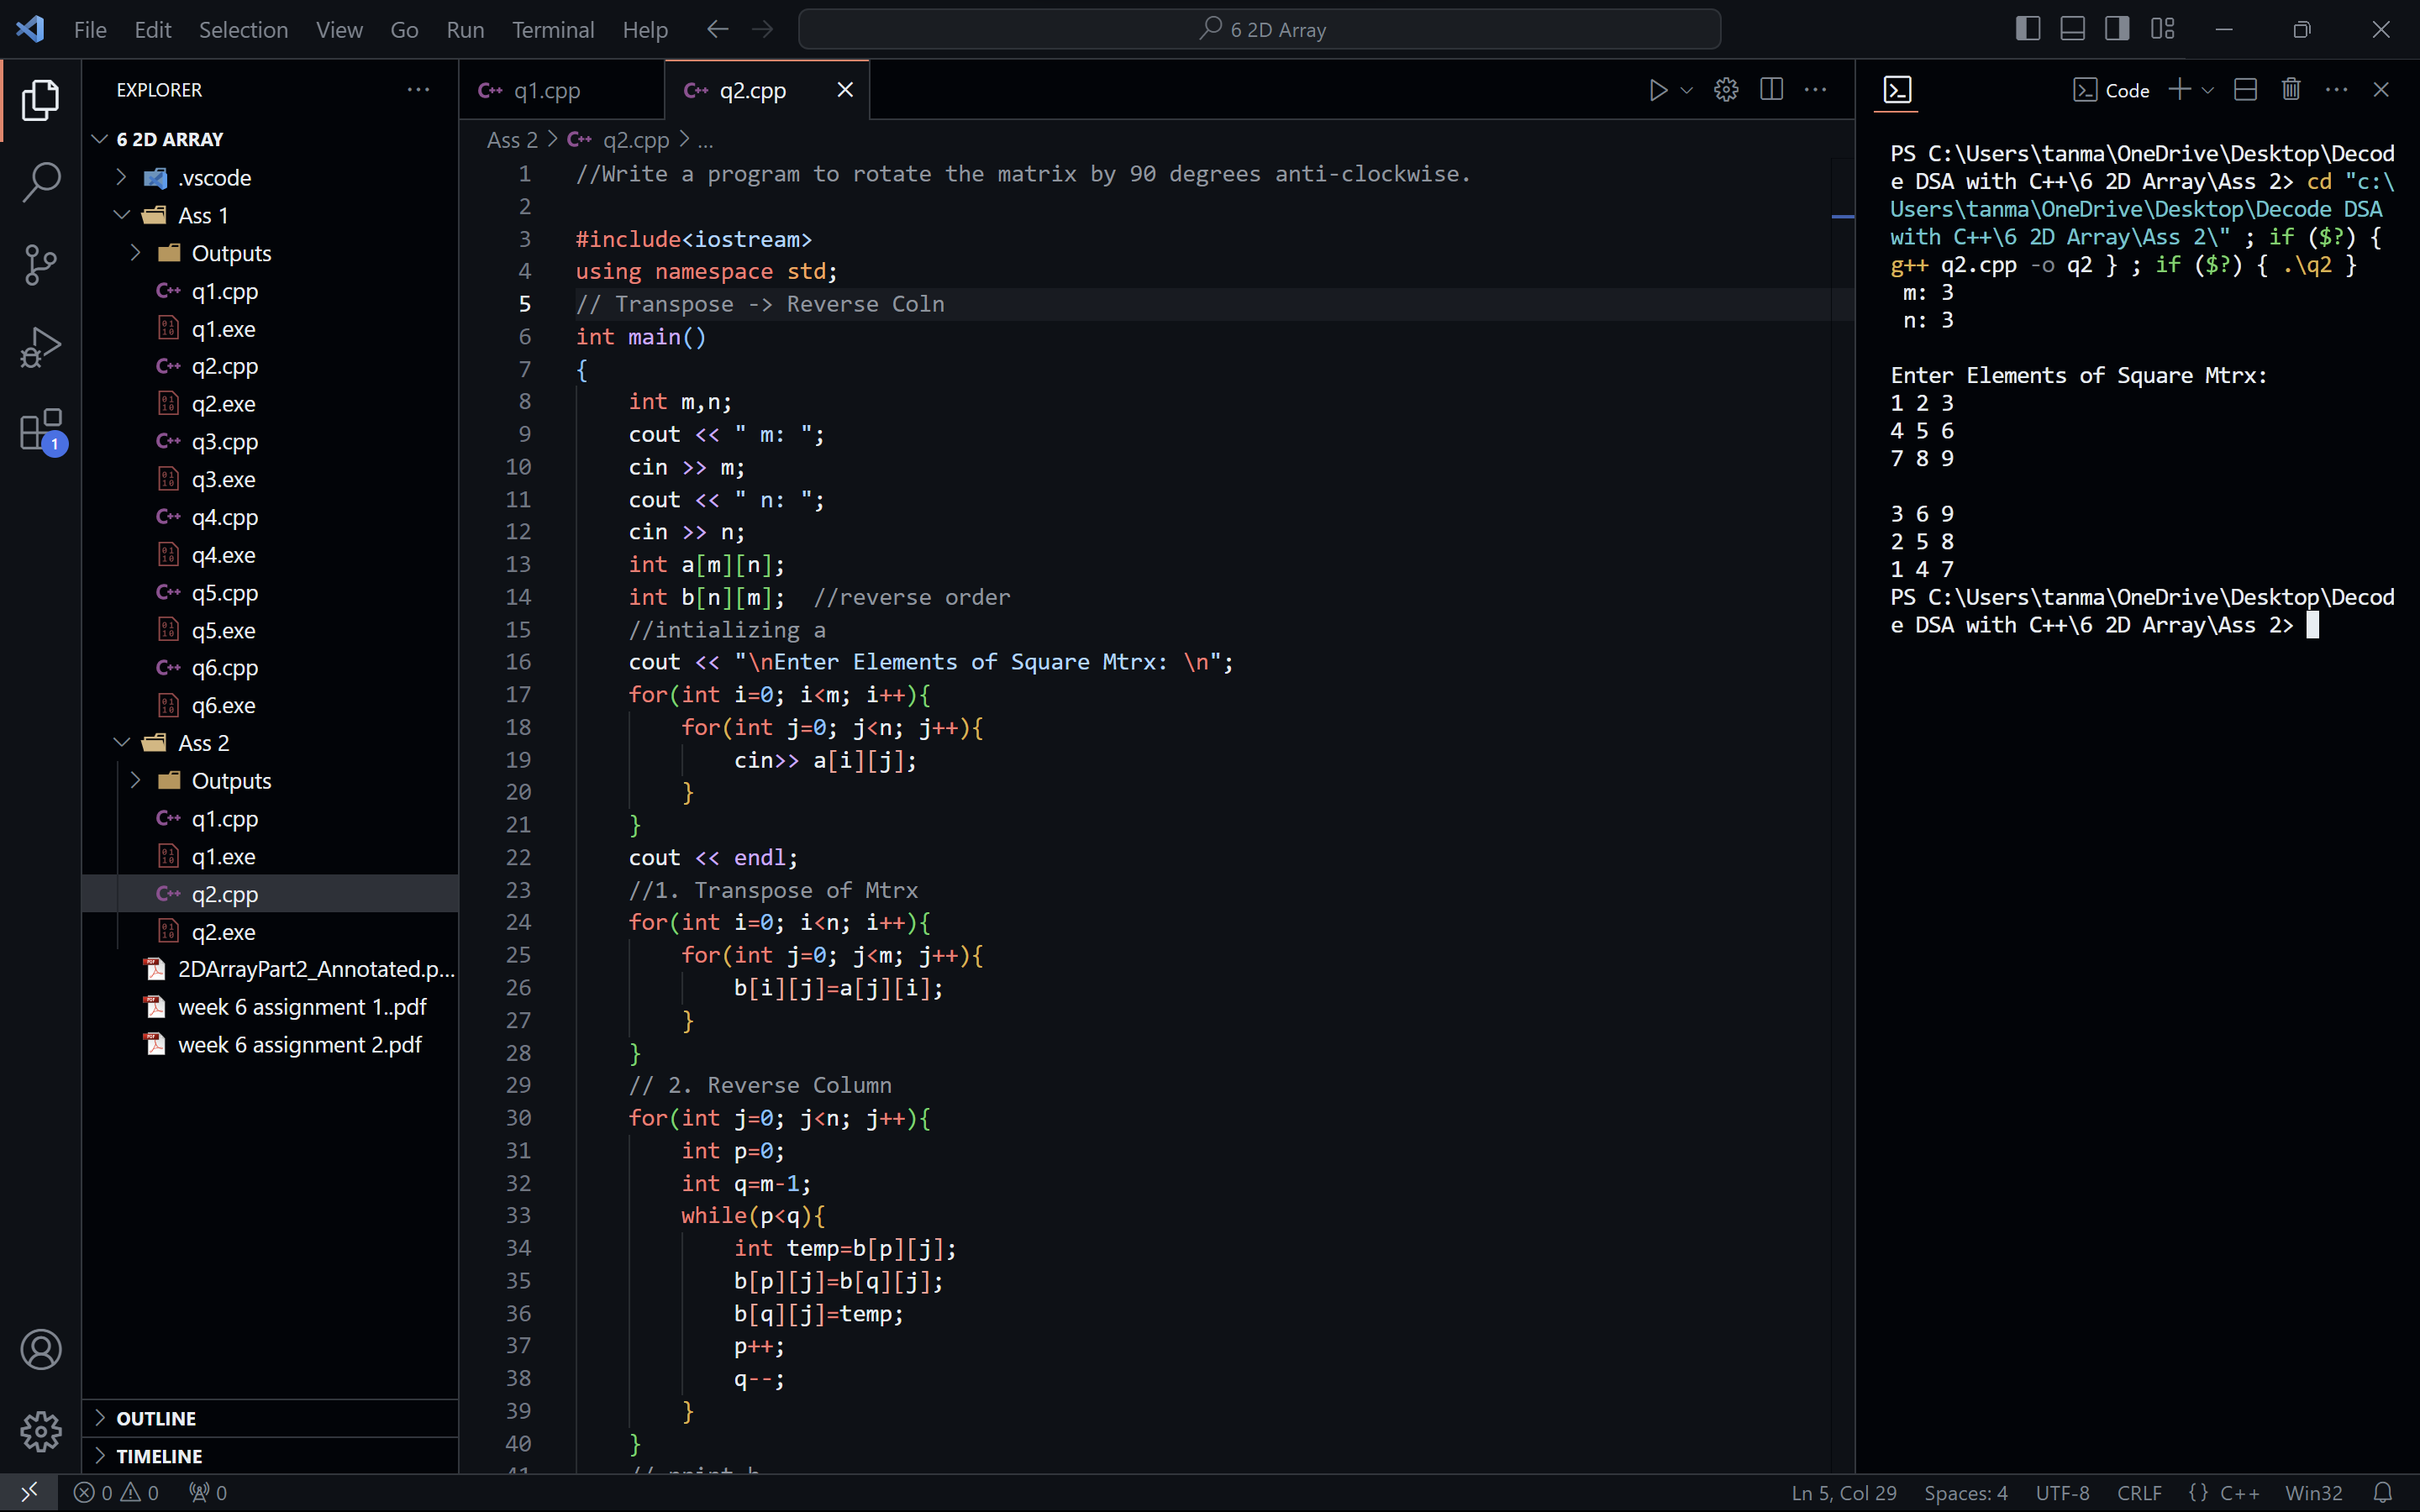 File Edit Selection View Go Run Terminal Help 6 2D Array
EXPLORER
6 2D ARRAY
.vscode
Ass 1
Outputs
q1.cpp
q1.exe
q2.cpp
q2.exe
q3.cpp
q3.exe
q4.cpp
q4.exe
q5.cpp
q5.exe
q6.cpp
q6.exe
Ass 2
Outputs
q1.cpp
q1.exe
q2.cpp
q2.exe
2DArrayPart2_Annotated.p...
week 6 assignment 1..pdf
week 6 assignment 2.pdf
OUTLINE
TIMELINE
1
q1.cpp q2.cpp
Ass 2 > q2.cpp > ...
1 //Write a program to rotate the matrix by 90 degrees anti-clockwise.
2
3 #include<iostream>
4 using namespace std;
5 // Transpose -> Reverse Coln
6 int main()
7 {
8 int m,n;
9 cout << " m: ";
10 cin >> m;
11 cout << " n: ";
12 cin >> n;
13 int a[m][n];
14 int b[n][m];  //reverse order
15 //intializing a
16 cout << "\nEnter Elements of Square Mtrx: \n";
17 for(int i=0; i<m; i++){
18 for(int j=0; j<n; j++){
19 cin>> a[i][j];
20 }
21 }
22 cout << endl;
23 //1. Transpose of Mtrx
24 for(int i=0; i<n; i++){
25 for(int j=0; j<m; j++){
26 b[i][j]=a[j][i];
27 }
28 }
29 // 2. Reverse Column
30 for(int j=0; j<n; j++){
31 int p=0;
32 int q=m-1;
33 while(p<q){
34 int temp=b[p][j];
35 b[p][j]=b[q][j];
36 b[q][j]=temp;
37 p++;
38 q--;
39 }
40 }
41 // print b
Code
PS C:\Users\tanma\OneDrive\Desktop\Decod
e DSA with C++\6 2D Array\Ass 2> cd "c:\
Users\tanma\OneDrive\Desktop\Decode DSA
with C++\6 2D Array\Ass 2\" ; if ($?) {
g++ q2.cpp -o q2 } ; if ($?) { .\q2 }
m: 3
n: 3
Enter Elements of Square Mtrx:
1 2 3
4 5 6
7 8 9
3 6 9
2 5 8
1 4 7
PS C:\Users\tanma\OneDrive\Desktop\Decod
e DSA with C++\6 2D Array\Ass 2>
0 0 0 Ln 5, Col 29 Spaces: 4 UTF-8 CRLF {} C++ Win32